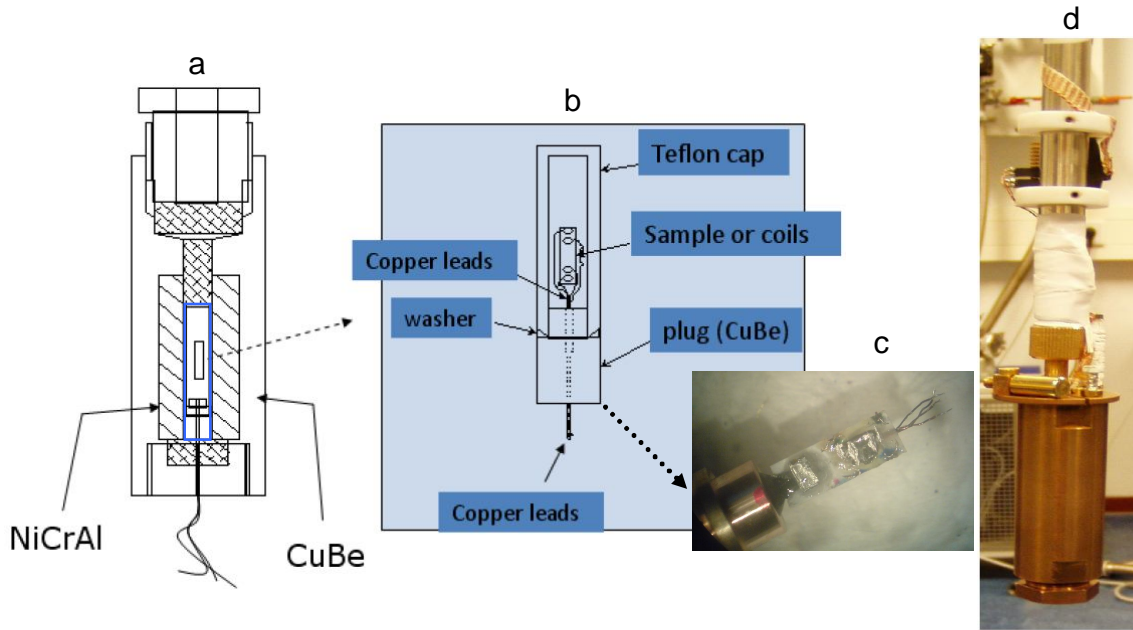 a
NiCrAl
CuBe
b
Teflon cap
Sample or coils
Copper leads
washer
plug (CuBe)
Copper leads
c
d